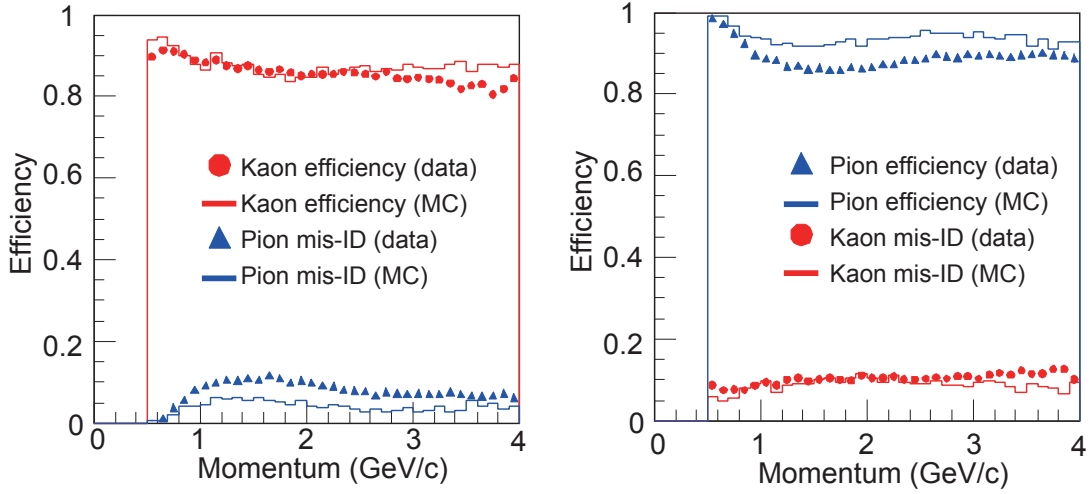 Efficiency
1
0.8
0.6
0.4
0.2
0
Kaon efficiency (data)
Kaon efficiency (MC)
Pion mis-ID (data)
Pion mis-ID (MC)
0 1 2 3 4
Momentum (GeV/c)
Efficiency
1
0.8
0.6
0.4
0.2
0
Pion efficiency (data)
Pion efficiency (MC)
Kaon mis-ID (data)
Kaon mis-ID (MC)
0 1 2 3 4
Momentum (GeV/c)